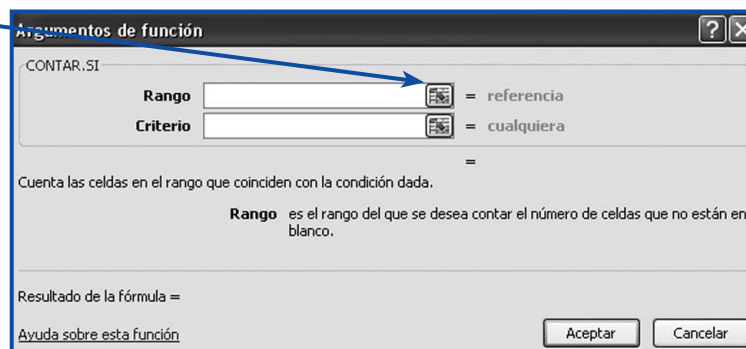 Argumentos de función
CONTAR.SI
Rango = referencia
Criterio = cualquiera
=
Cuenta las celdas en el rango que coinciden con la condición dada.
Rango es el rango del que se desea contar el número de celdas que no están en
blanco.
Resultado de la fórmula =
Ayuda sobre esta función
Aceptar Cancelar